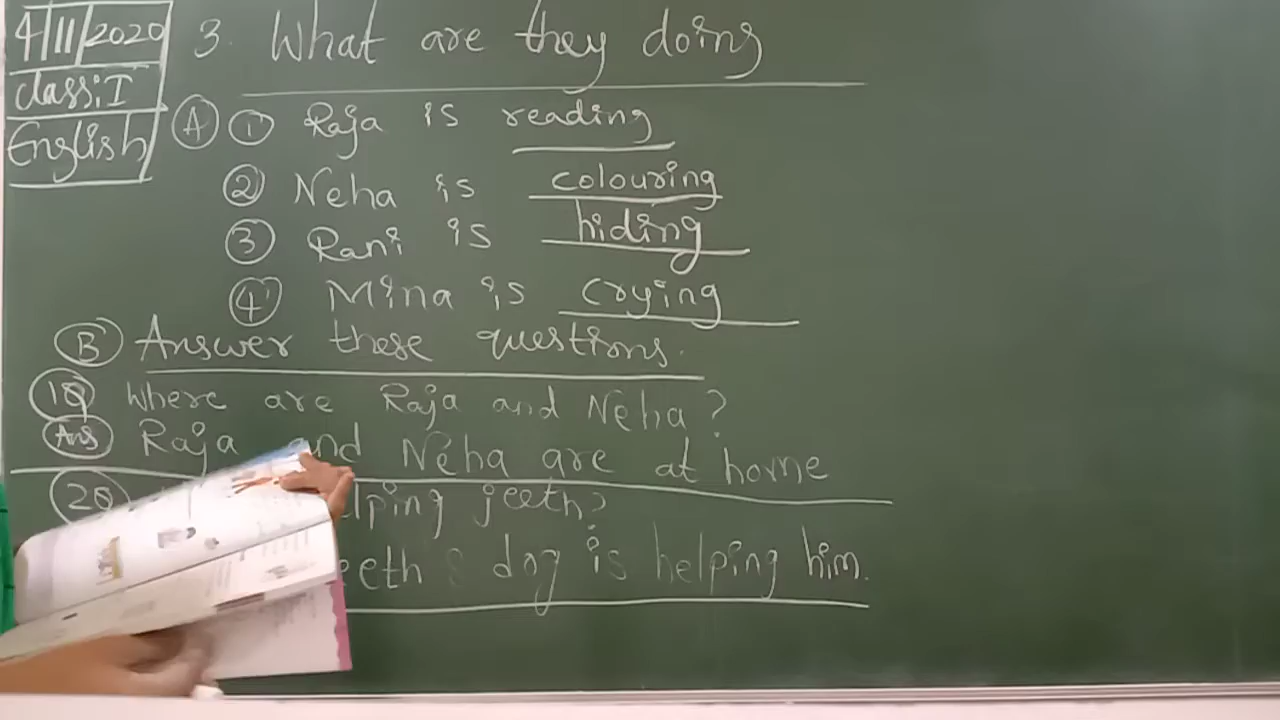 4/11/2020
Class: I
English
3. What are they doing
A 1 Raja is reading
2 Neha is colouring
3 Rani is hiding
4 Mina is crying
B Answer these questions.
1Q Where are Raja and Neha?
Ans Raja and Neha are at home
2Q jeeth?
dog is helping him.